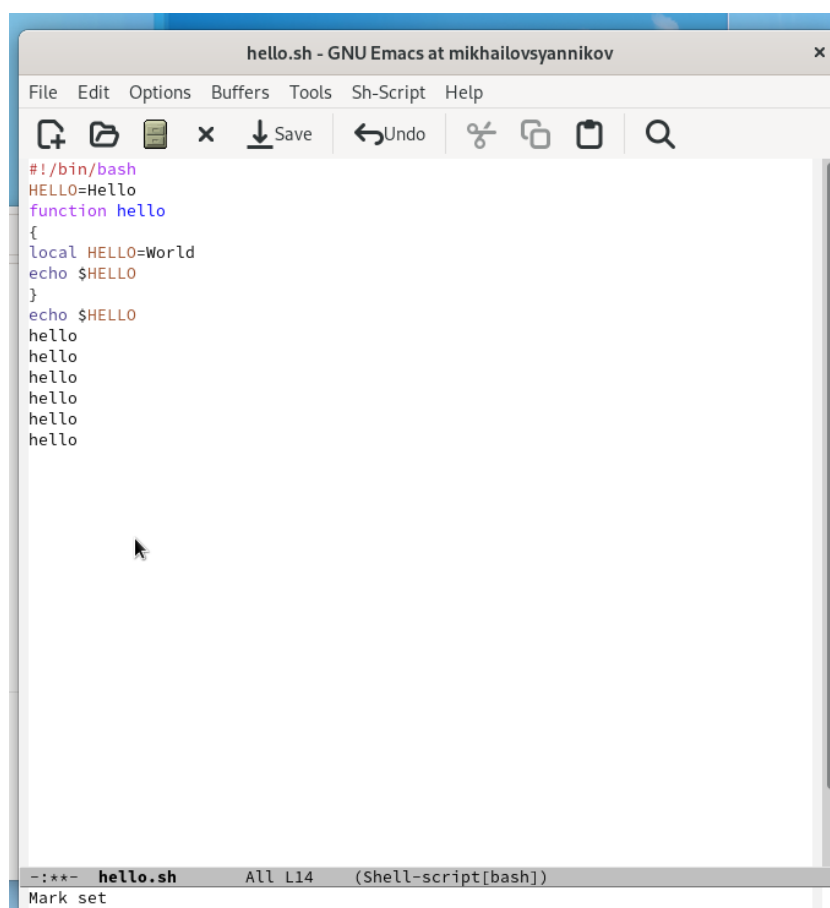 hello.sh - GNU Emacs at mikhailovsyannikov
File Edit Options Buffers Tools Sh-Script Help
Save Undo
#!/bin/bash
HELLO=Hello
function hello
{
local HELLO=World
echo $HELLO
}
echo $HELLO
hello
hello
hello
hello
hello
hello
-:**- hello.sh All L14 (Shell-script[bash])
Mark set